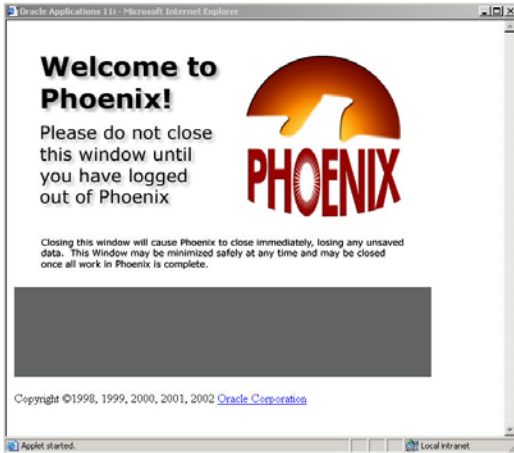 Oracle Applications 11i - Microsoft Internet Explorer
Welcome to
Phoenix!
Please do not close
this window until
you have logged
out of Phoenix
PHOENIX
Closing this window will cause Phoenix to close immediately, losing any unsaved
data. This Window may be minimized safely at any time and may be closed
once all work in Phoenix is complete.
Copyright ©1998, 1999, 2000, 2001, 2002 Oracle Corporation
Applet started.
Local intranet